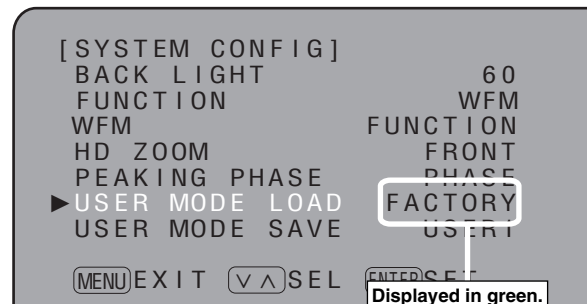 [SYSTEM CONFIG]
BACK LIGHT 60
FUNCTION WFM
WFM FUNCTION
HD ZOOM FRONT
PEAKING PHASE PHASE
▶USER MODE LOAD FACTORY
USER MODE SAVE USER1
MENU EXIT ∨∧ SEL ENTER SET
Displayed in green.